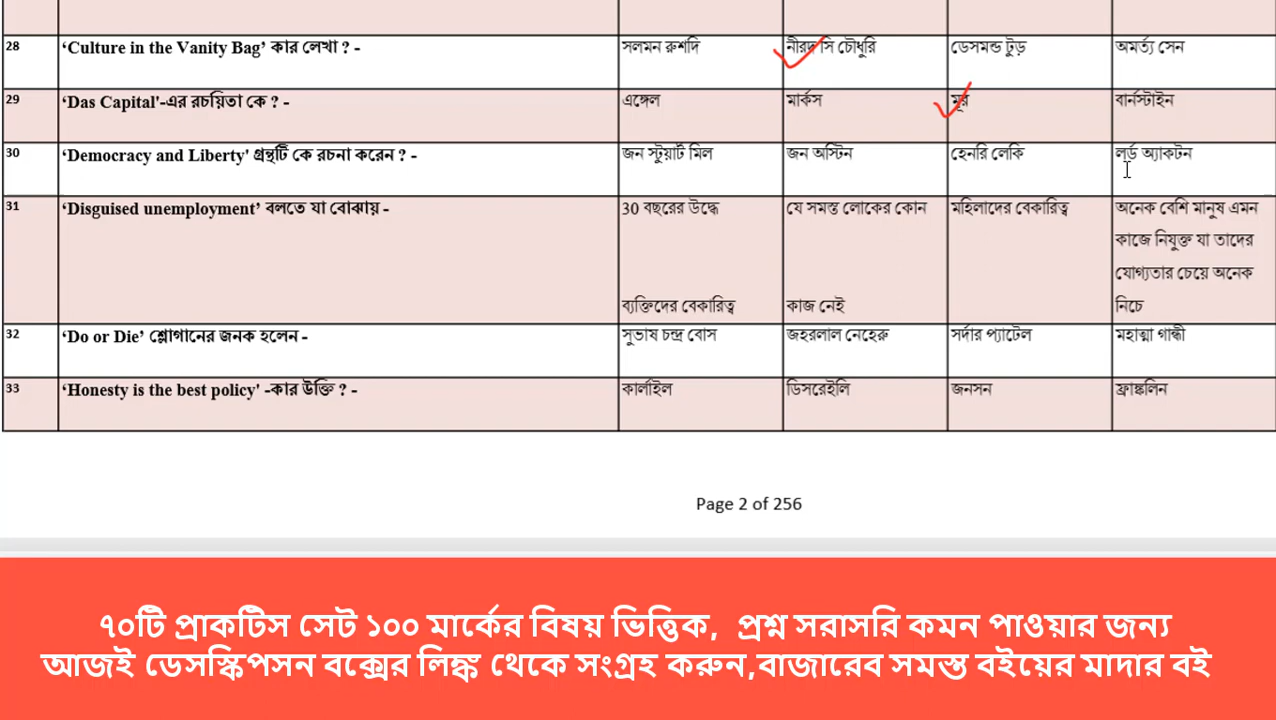 28 ‘Culture in the Vanity Bag’ কার লেখা ? - সলমন রুশদি নীরদ সি চৌধুরি ডেসমন্ড টুডু অমর্ত্য সেন
29 ‘Das Capital'-এর রচয়িতা কে ? - এঙ্গেল মার্কস মূর বার্নস্টাইন
30 ‘Democracy and Liberty' গ্রন্থটি কে রচনা করেন ? - জন স্টুয়ার্ট মিল জন অস্টিন হেনরি লেকি লর্ড অ্যাকটন
31 ‘Disguised unemployment’ বলতে যা বোঝায় - 30 বছরের উদ্ধে যে সমস্ত লোকের কোন মহিলাদের বেকারিত্ব অনেক বেশি মানুষ এমন
কাজে নিযুক্ত যা তাদের
যোগ্যতার চেয়ে অনেক
ব্যক্তিদের বেকারিত্ব কাজ নেই নিচে
32 ‘Do or Die’ শ্লোগানের জনক হলেন - সুভাষ চন্দ্র বোস জহরলাল নেহেরু সর্দার প্যাটেল মহাত্মা গান্ধী
33 ‘Honesty is the best policy' -কার উক্তি ? - কার্লাইল ডিসরেইলি জনসন ফ্রাঙ্কলিন
Page 2 of 256
৭০টি প্রাকটিস সেট ১০০ মার্কের বিষয় ভিত্তিক, প্রশ্ন সরাসরি কমন পাওয়ার জন্য
আজই ডেসস্কিপসন বক্সের লিঙ্ক থেকে সংগ্রহ করুন,বাজারেব সমস্ত বইয়ের মাদার বই